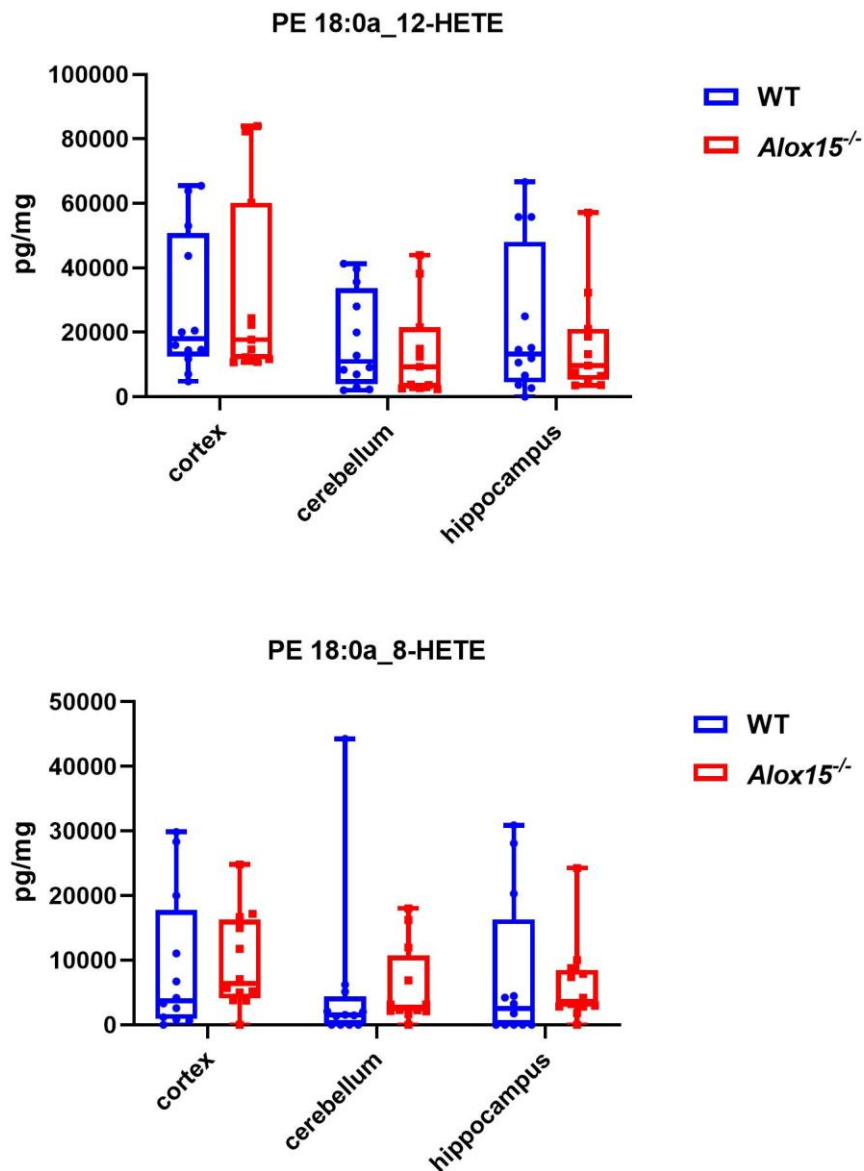 PE 18:0a_12-HETE
100000
80000
60000
40000
20000
0
pg/mg
cortex
cerebellum
hippocampus
WT
Alox15-/-
PE 18:0a_8-HETE
50000
40000
30000
20000
10000
0
pg/mg
cortex
cerebellum
hippocampus
WT
Alox15-/-